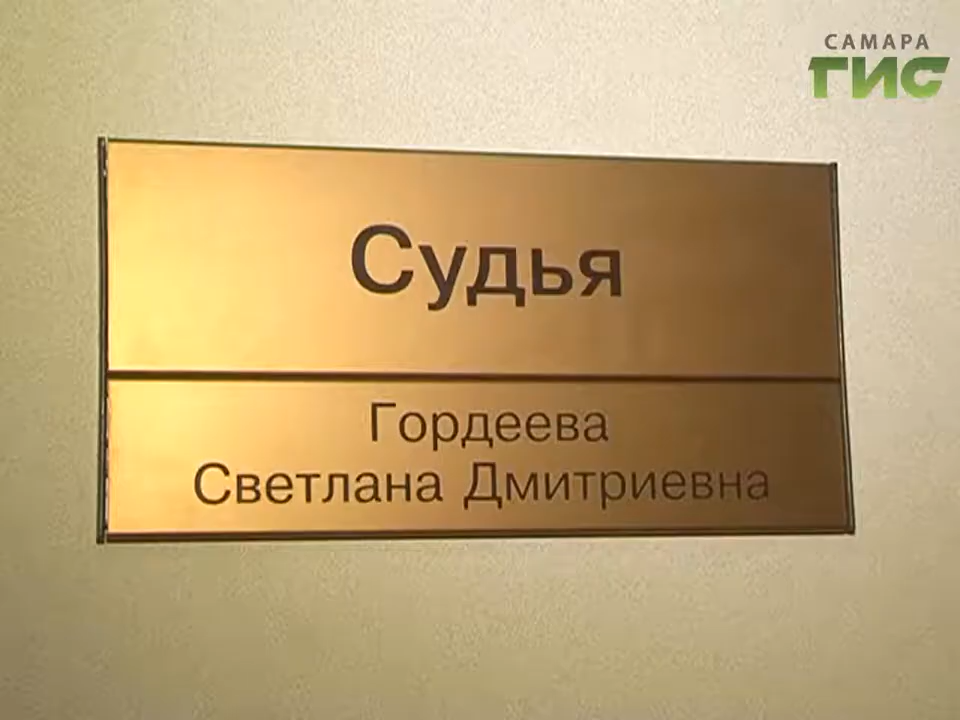 САМАРА
ГИС
Судья
Гордеева
Светлана Дмитриевна